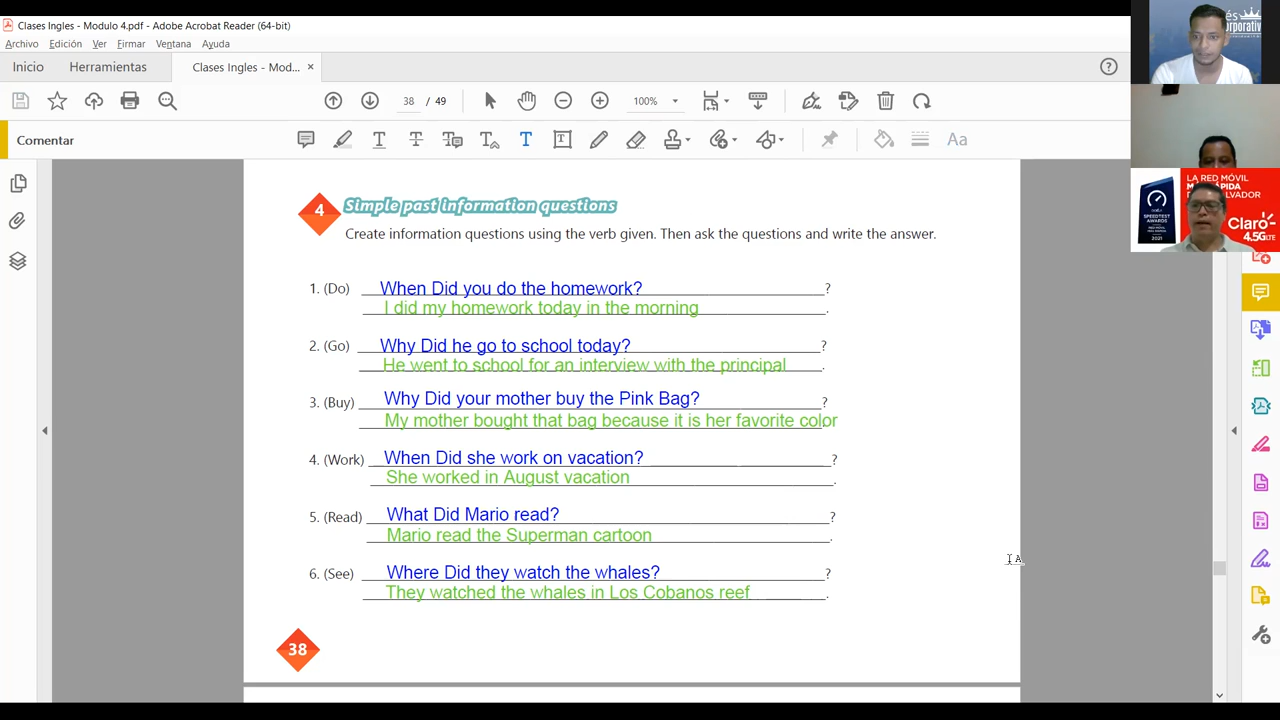 Clases Ingles - Modulo 4.pdf - Adobe Acrobat Reader (64-bit)
Archivo Edición Ver Firmar Ventana Ayuda
Inicio Herramientas Clases Ingles - Mod... ×
38 / 49 100%
Comentar
4 Simple past information questions
Create information questions using the verb given. Then ask the questions and write the answer.
1. (Do) When Did you do the homework? ?
I did my homework today in the morning .
2. (Go) Why Did he go to school today? ?
He went to school for an interview with the principal .
3. (Buy) Why Did your mother buy the Pink Bag? ?
My mother bought that bag because it is her favorite color
4. (Work) When Did she work on vacation? ?
She worked in August vacation .
5. (Read) What Did Mario read? ?
Mario read the Superman cartoon .
6. (See) Where Did they watch the whales? ?
They watched the whales in Los Cobanos reef .
38
LA RED MÓVIL
SPEEDTEST
AWARDS
2021
Claro
4.5G LTE